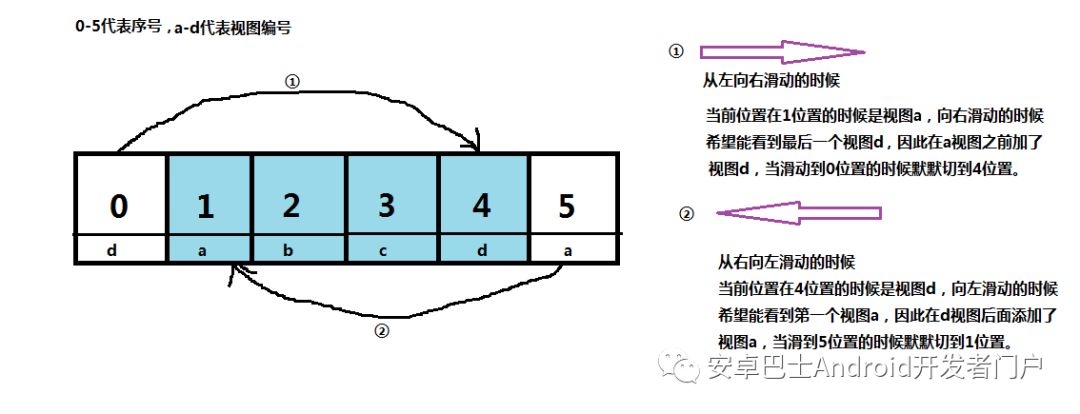 0-5代表序号，a-d代表视图编号
①
0 1 2 3 4 5
d a b c d a
②
①
从左向右滑动的时候
当前位置在1位置的时候是视图a，向右滑动的时候
希望能看到最后一个视图d，因此在a视图之前加了
视图d，当滑动到0位置的时候默默切到4位置。
②
从右向左滑动的时候
当前位置在4位置的时候是视图d，向左滑动的时候
希望能看到第一个视图a，因此在d视图后面添加了
视图a，当滑到5位置的时候默默切到1位置。
安卓巴士Android开发者门户